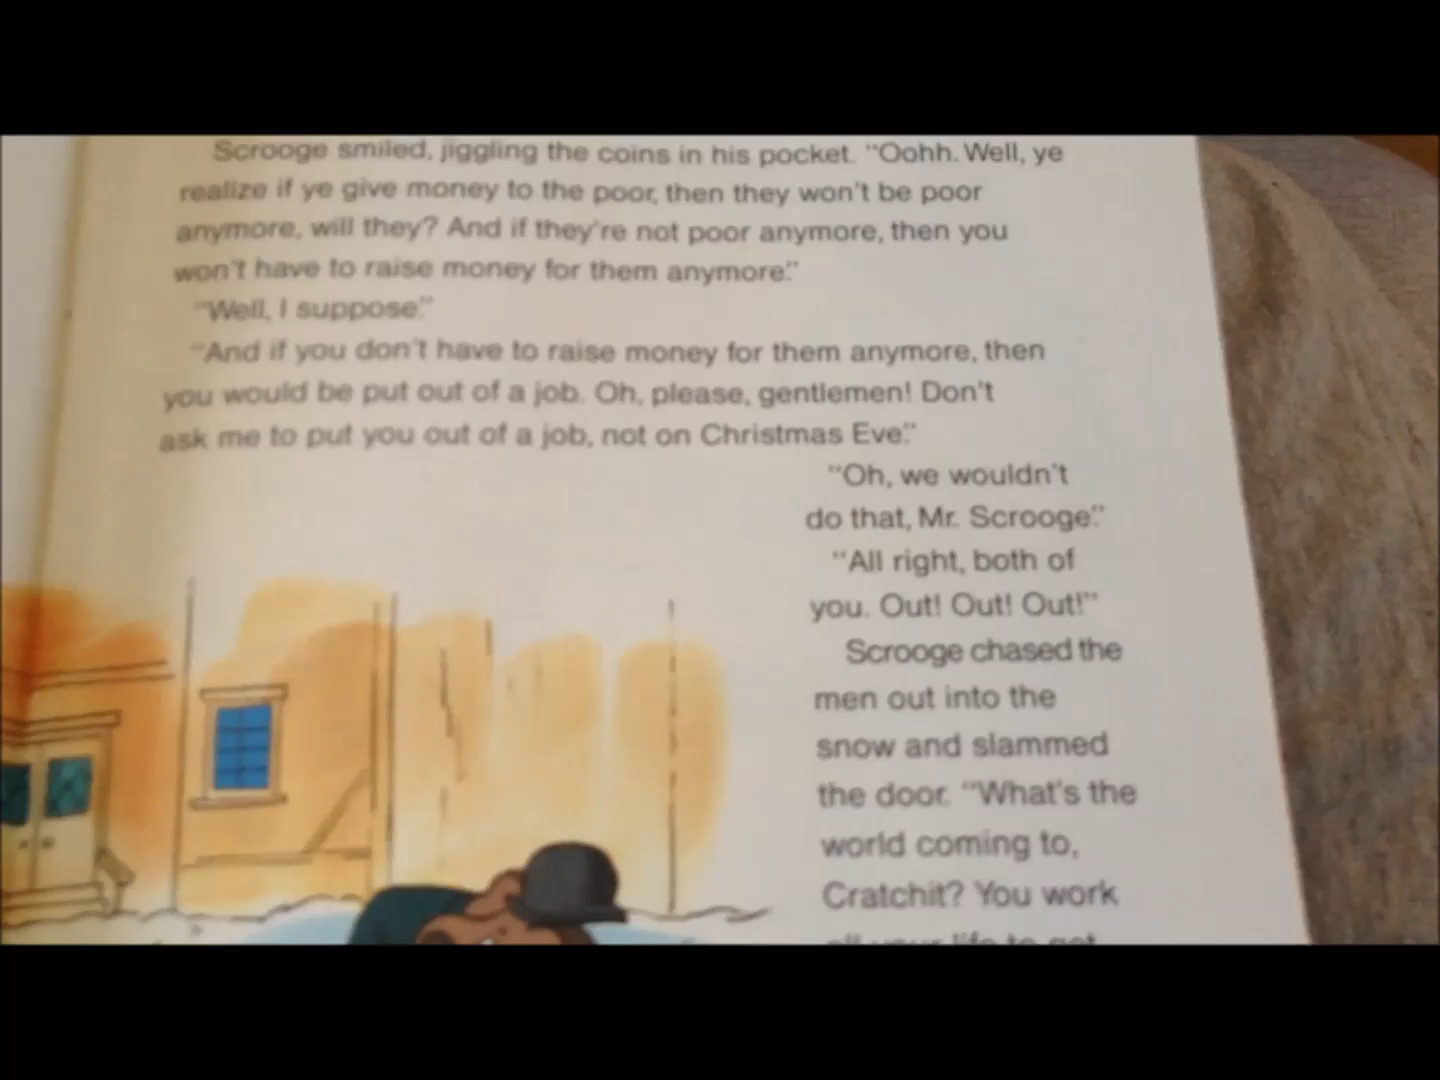 Scrooge smiled, jiggling the coins in his pocket. “Oohh. Well, ye
realize if ye give money to the poor, then they won't be poor
anymore, will they? And if they're not poor anymore, then you
won't have to raise money for them anymore.”
“Well, I suppose.”
“And if you don't have to raise money for them anymore, then
you would be put out of a job. Oh, please, gentlemen! Don't
ask me to put you out of a job, not on Christmas Eve.”
“Oh, we wouldn't
do that, Mr. Scrooge.”
“All right, both of
you. Out! Out! Out!”
Scrooge chased the
men out into the
snow and slammed
the door. “What's the
world coming to,
Cratchit? You work
all your life to get